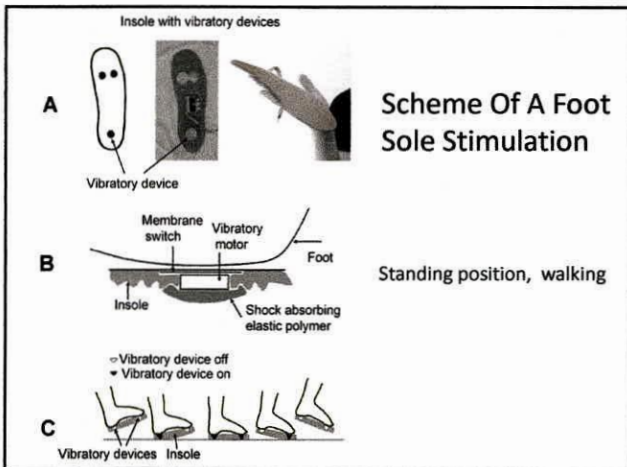 Insole with vibratory devices
A
Vibratory device
Scheme Of A Foot
Sole Stimulation
B
Membrane
switch
Vibratory
motor
Foot
Insole
Shock absorbing
elastic polymer
Standing position, walking
Vibratory device off
Vibratory device on
C
Vibratory devices
Insole